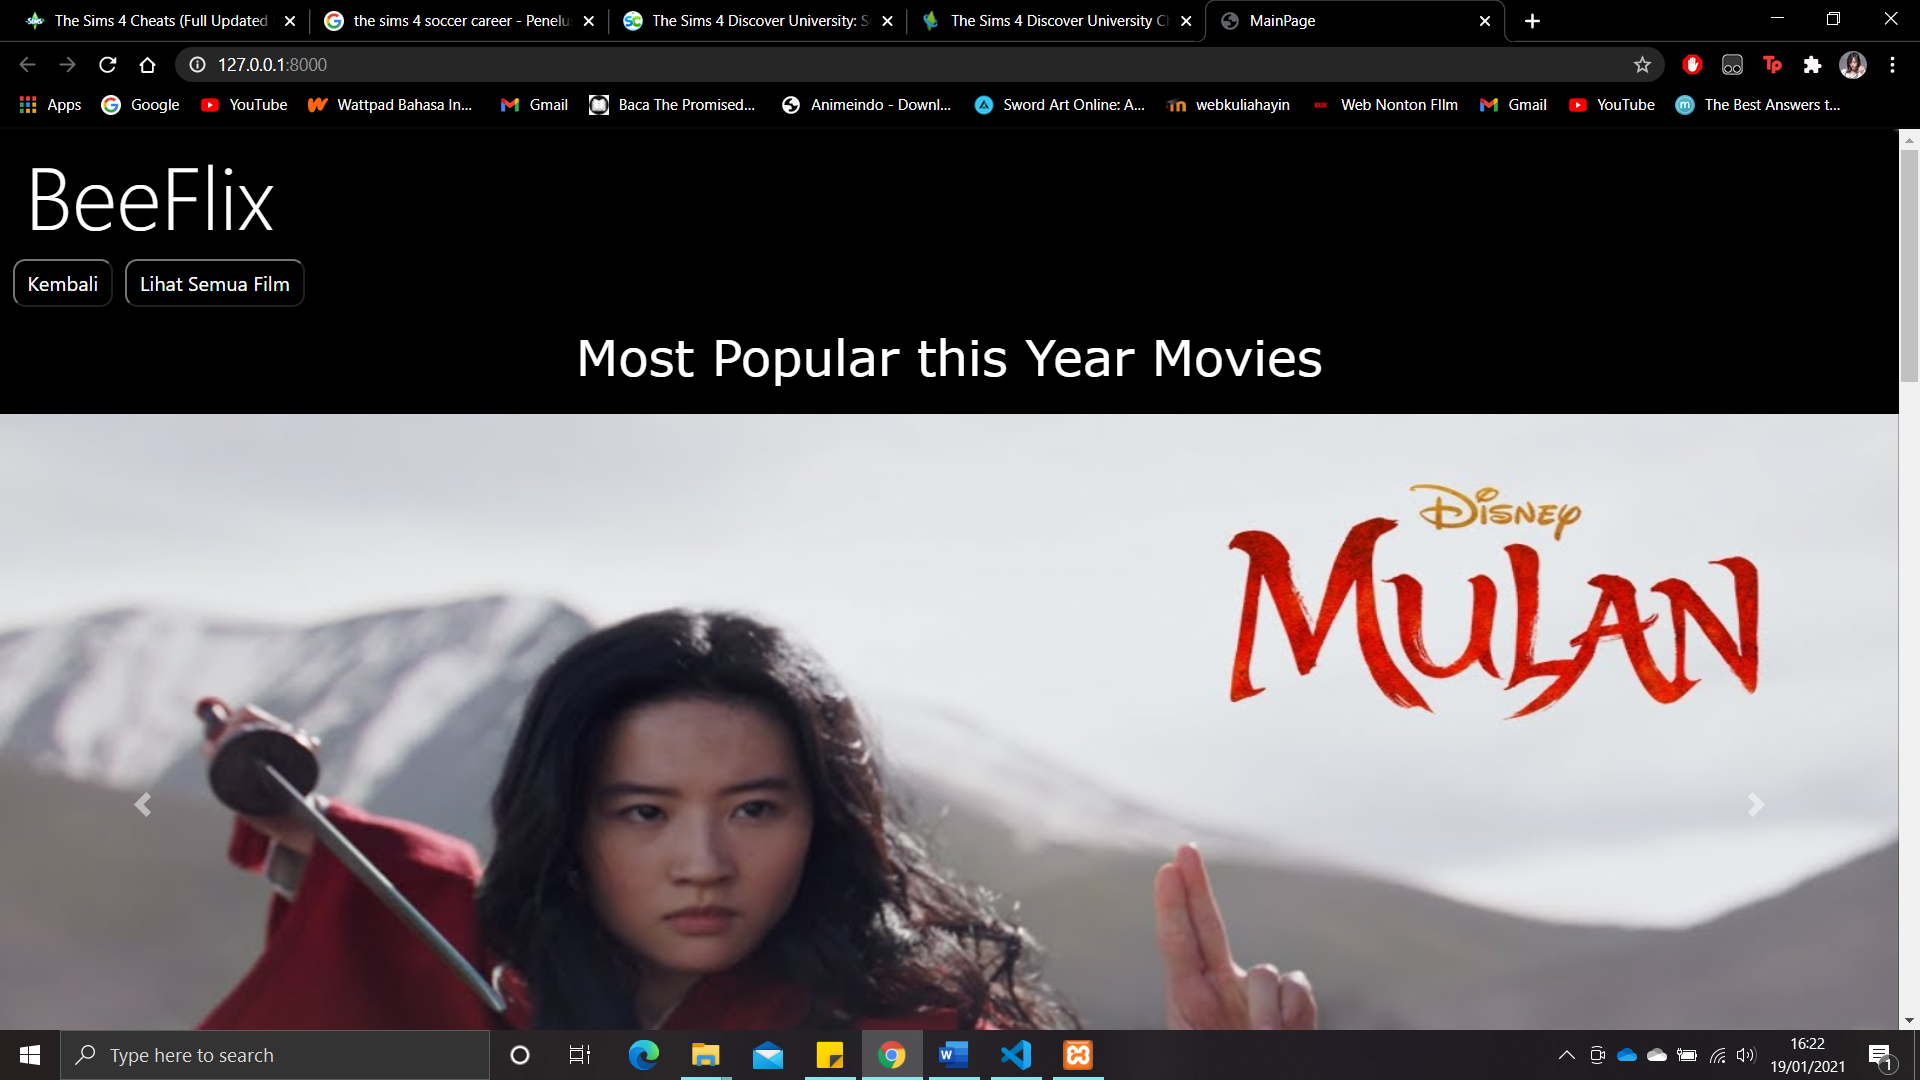 The Sims 4 Cheats (Full Updated
the sims 4 soccer career - Penelu
The Sims 4 Discover University: S
The Sims 4 Discover University C
MainPage
127.0.0.1:8000
Apps
Google
YouTube
Wattpad Bahasa In...
Gmail
Baca The Promised...
Animeindo - Downl...
Sword Art Online: A...
webkuliahayin
Web Nonton FIlm
Gmail
YouTube
The Best Answers t...
BeeFlix
Kembali
Lihat Semua Film
Most Popular this Year Movies
Disney
MULAN
Type here to search
16:22
19/01/2021
1